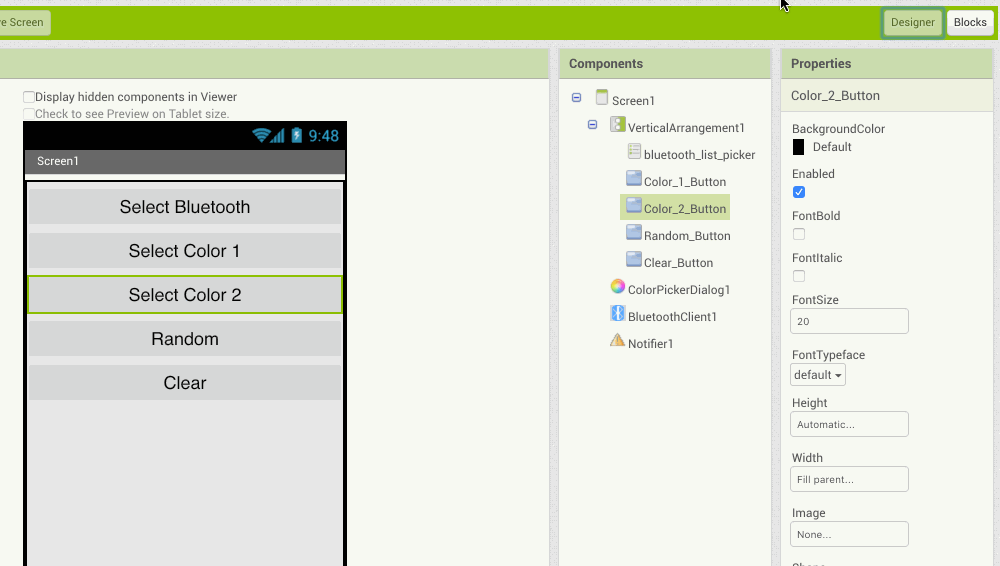 Screen
Designer
Blocks
Display hidden components in Viewer
Check to see Preview on Tablet size.
9:48
Screen1
Select Bluetooth
Select Color 1
Select Color 2
Random
Clear
Components
Screen1
VerticalArrangement1
bluetooth_list_picker
Color_1_Button
Color_2_Button
Random_Button
Clear_Button
ColorPickerDialog1
BluetoothClient1
Notifier1
Properties
Color_2_Button
BackgroundColor
Default
Enabled
FontBold
FontItalic
FontSize
20
FontTypeface
default
Height
Automatic...
Width
Fill parent...
Image
None...